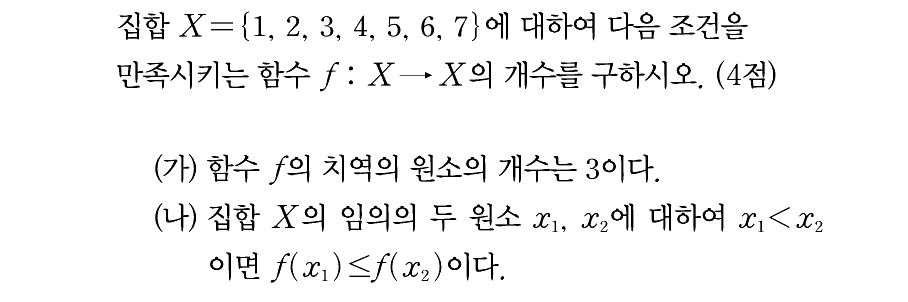 집합 X={1, 2, 3, 4, 5, 6, 7}에 대하여 다음 조건을
만족시키는 함수 f : X → X의 개수를 구하시오. (4점)
(가) 함수 f의 치역의 원소의 개수는 3이다.
(나) 집합 X의 임의의 두 원소 x₁, x₂에 대하여 x₁<x₂
이면 f(x₁)≤f(x₂)이다.